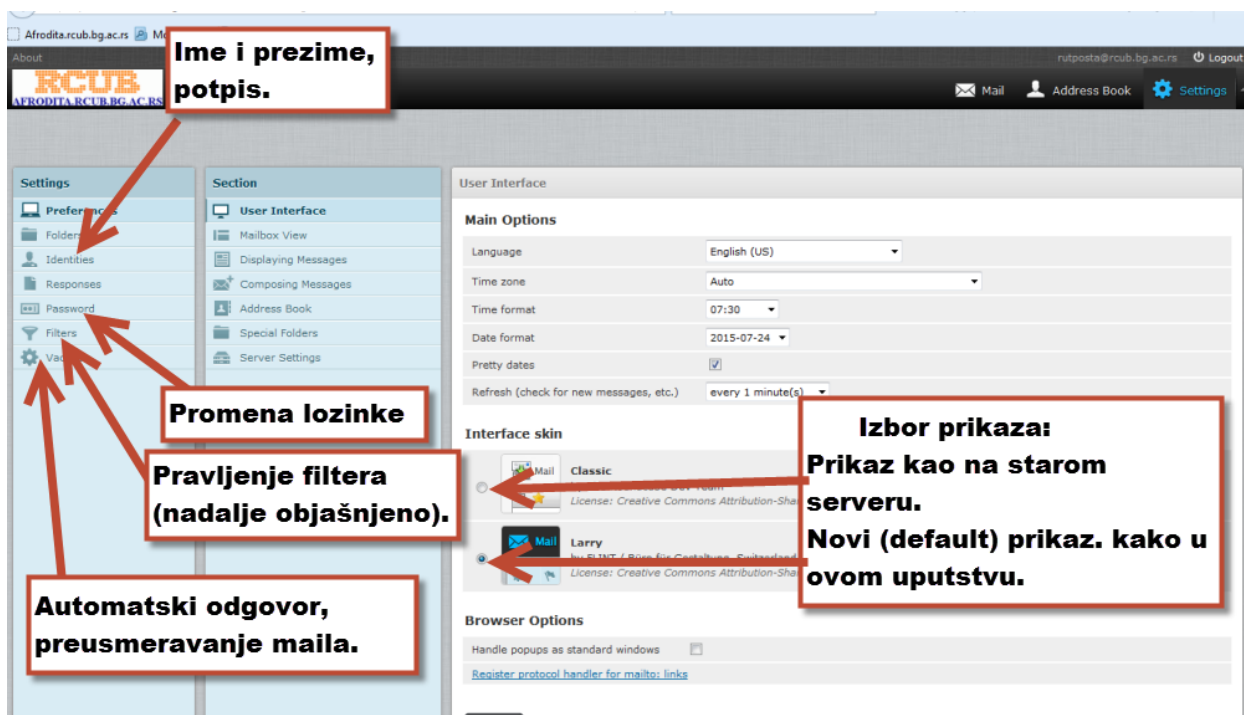 Afrodita.rcub.bg.ac.rs
About
rutposta@rcub.bg.ac.rs Logout
RCUB
AFRODITA.RCUB.BG.AC.RS
Mail Address Book Settings
Ime i prezime,
potpis.
Settings
Preferences
Folders
Identities
Responses
Password
Filters
Section
User Interface
Mailbox View
Displaying Messages
Composing Messages
Address Book
Special Folders
Server Settings
User Interface
Main Options
Language English (US)
Time zone Auto
Time format 07:30
Date format 2015-07-24
Pretty dates
Refresh (check for new messages, etc.) every 1 minute(s)
Interface skin
Mail Classic
License: Creative Commons
Mail Larry
License: Creative Commons
Browser Options
Handle popups as standard windows
Register protocol handler for mailto: links
Promena lozinke
Pravljenje filtera
(nadalje objašnjeno).
Automatski odgovor,
preusmeravanje maila.
Izbor prikaza:
Prikaz kao na starom
serveru.
Novi (default) prikaz. kako u
ovom uputstvu.